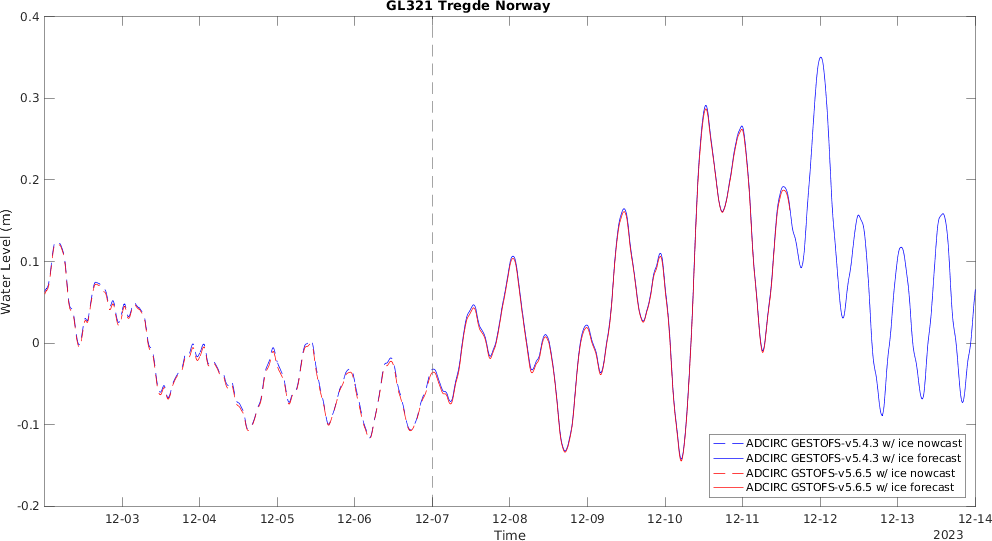 GL321 Tregde Norway
0.4
0.3
0.2
0.1
0
-0.1
-0.2
Water Level (m)
12-03 12-04 12-05 12-06 12-07 12-08 12-09 12-10 12-11 12-12 12-13 12-14
Time
2023
ADCIRC GESTOFS-v5.4.3 w/ ice nowcast
ADCIRC GESTOFS-v5.4.3 w/ ice forecast
ADCIRC GSTOFS-v5.6.5 w/ ice nowcast
ADCIRC GSTOFS-v5.6.5 w/ ice forecast